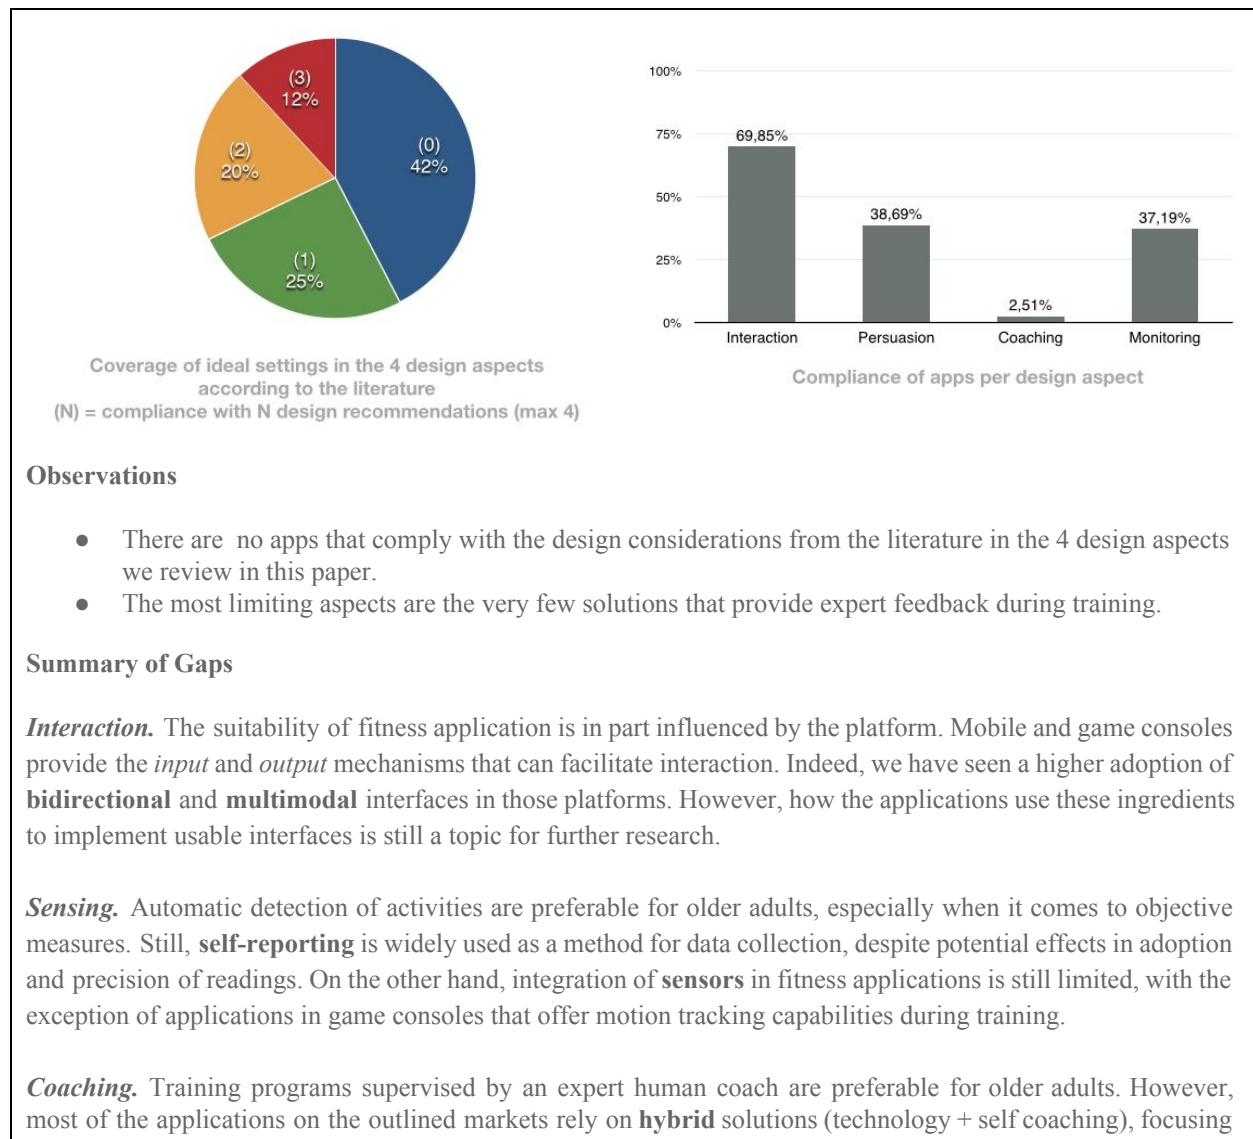 (3)
12%
(0)
42%
(2)
20%
(1)
25%
Coverage of ideal settings in the 4 design aspects
according to the literature
(N) = compliance with N design recommendations (max 4)
100%
75%
50%
25%
0%
69,85%
38,69%
2,51%
37,19%
Interaction Persuasion Coaching Monitoring
Compliance of apps per design aspect
Observations
● There are no apps that comply with the design considerations from the literature in the 4 design aspects
we review in this paper.
● The most limiting aspects are the very few solutions that provide expert feedback during training.
Summary of Gaps
Interaction. The suitability of fitness application is in part influenced by the platform. Mobile and game consoles
provide the input and output mechanisms that can facilitate interaction. Indeed, we have seen a higher adoption of
bidirectional and multimodal interfaces in those platforms. However, how the applications use these ingredients
to implement usable interfaces is still a topic for further research.
Sensing. Automatic detection of activities are preferable for older adults, especially when it comes to objective
measures. Still, self-reporting is widely used as a method for data collection, despite potential effects in adoption
and precision of readings. On the other hand, integration of sensors in fitness applications is still limited, with the
exception of applications in game consoles that offer motion tracking capabilities during training.
Coaching. Training programs supervised by an expert human coach are preferable for older adults. However,
most of the applications on the outlined markets rely on hybrid solutions (technology + self coaching), focusing